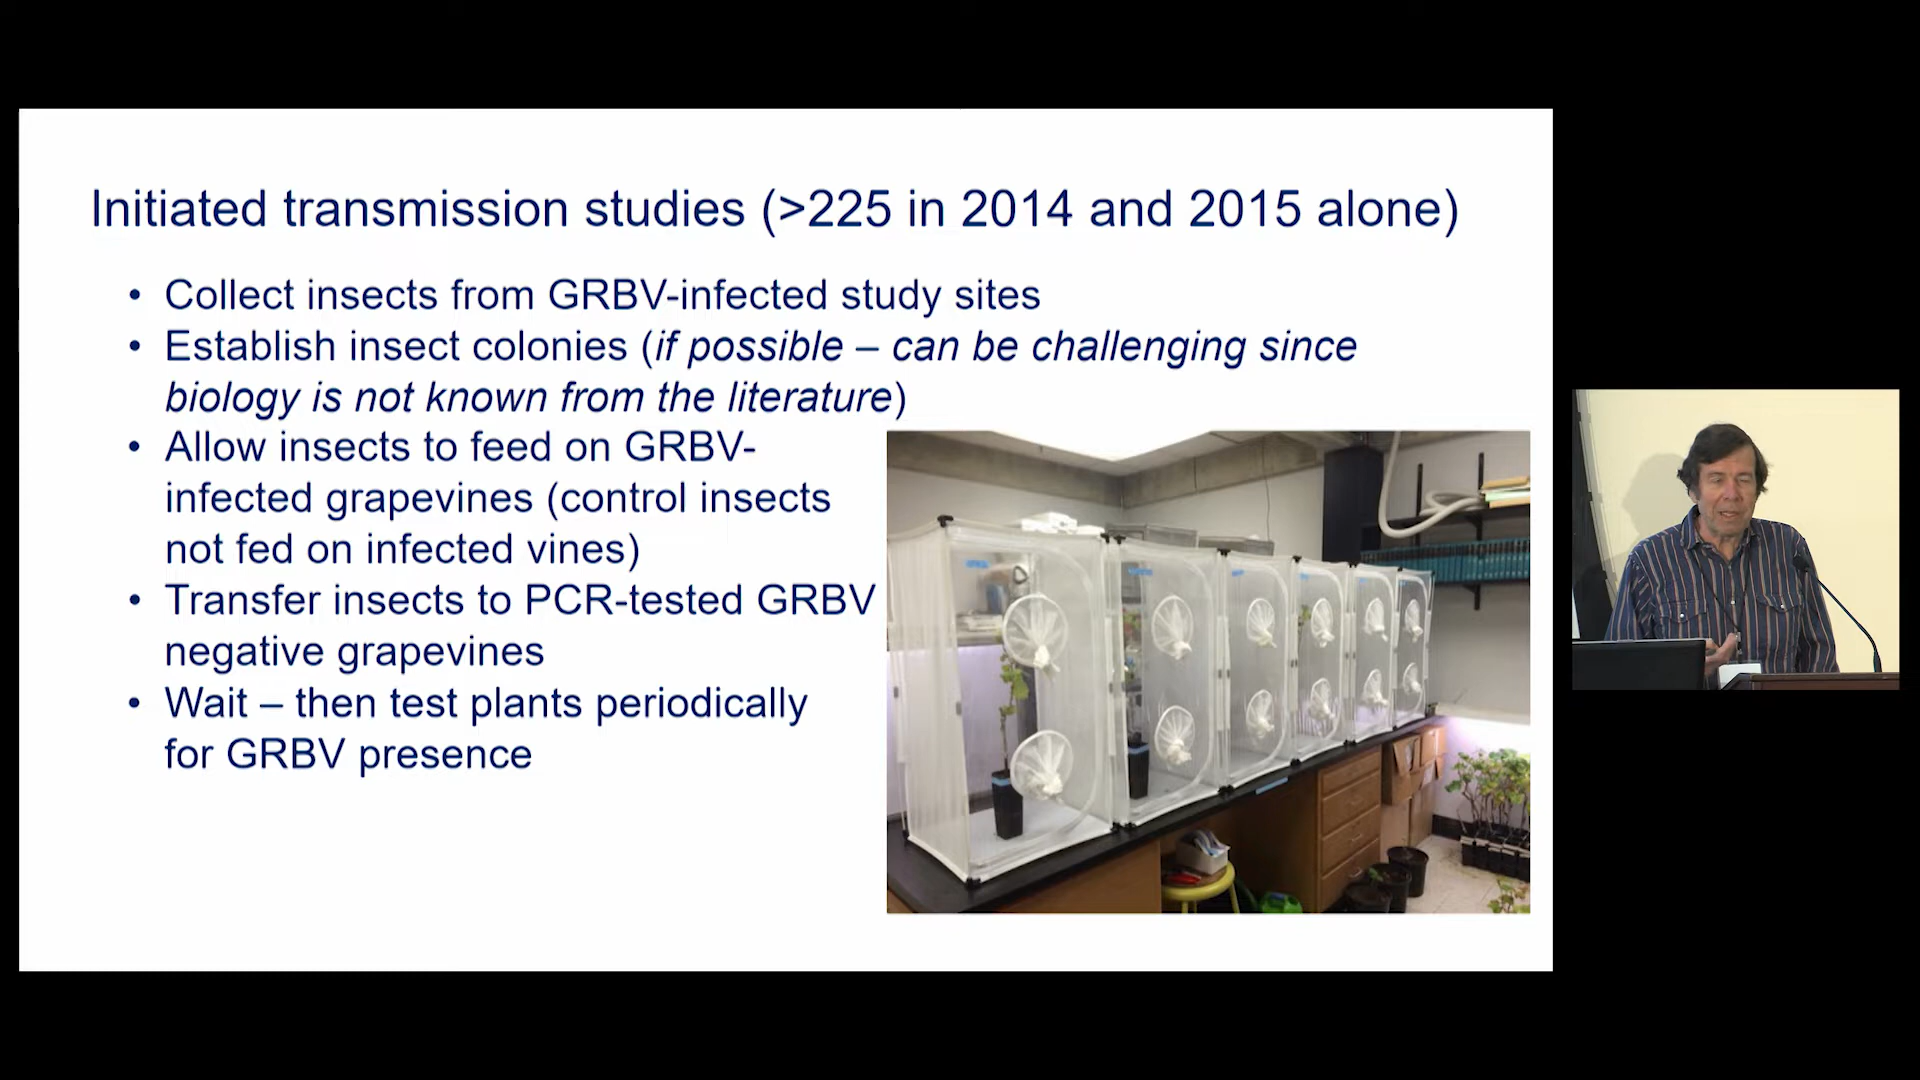 Initiated transmission studies (>225 in 2014 and 2015 alone)
• Collect insects from GRBV-infected study sites
• Establish insect colonies (if possible – can be challenging since
biology is not known from the literature)
• Allow insects to feed on GRBV-
infected grapevines (control insects
not fed on infected vines)
• Transfer insects to PCR-tested GRBV
negative grapevines
• Wait – then test plants periodically
for GRBV presence